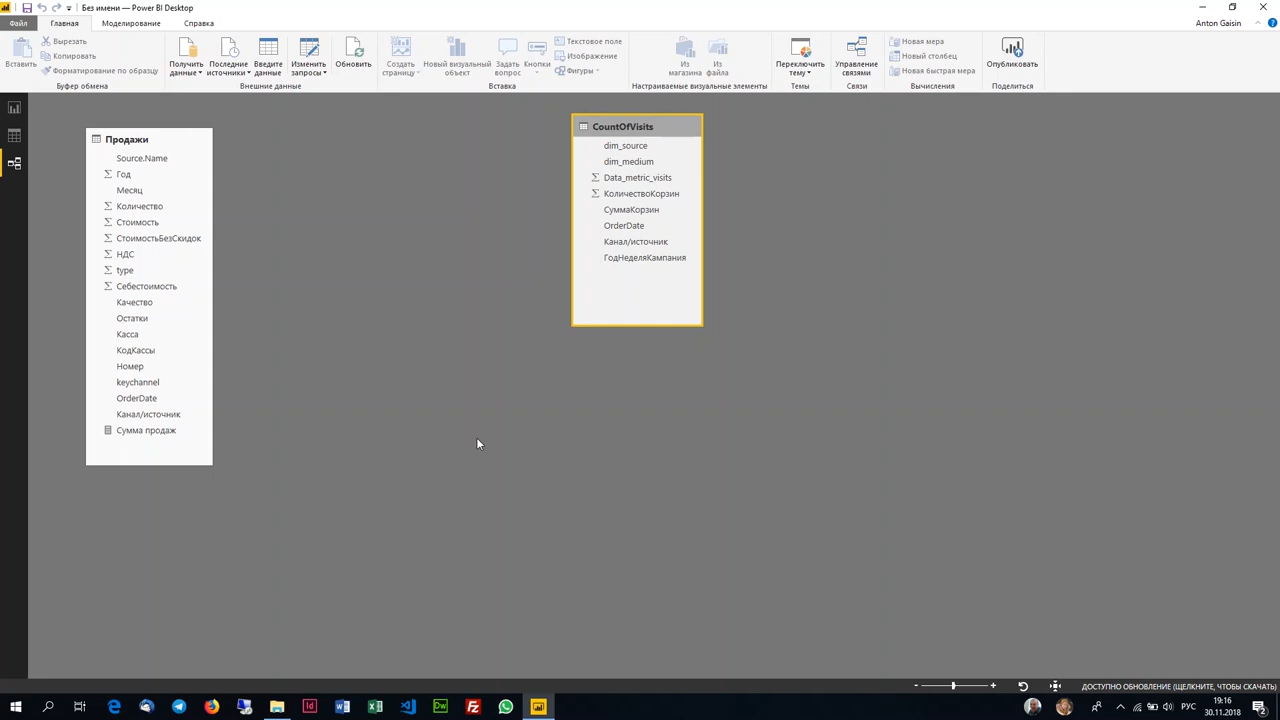 Без имени — Power BI Desktop
Файл
Главная
Моделирование
Справка
Anton Gaisin
Вставить
Вырезать
Копировать
Форматирование по образцу
Буфер обмена
Получить данные
Последние источники
Введите данные
Изменить запросы
Обновить
Внешние данные
Создать страницу
Новый визуальный объект
Задать вопрос
Кнопки
Текстовое поле
Изображение
Фигуры
Вставка
Из магазина
Из файла
Настраиваемые визуальные элементы
Переключить тему
Темы
Управление связями
Связи
Новая мера
Новый столбец
Новая быстрая мера
Вычисления
Опубликовать
Поделиться
Продажи
Source.Name
Год
Месяц
Количество
Стоимость
СтоимостьБезСкидок
НДС
type
Себестоимость
Качество
Остатки
Касса
КодКассы
Номер
keychannel
OrderDate
Канал/источник
Сумма продаж
CountOfVisits
dim_source
dim_medium
Data_metric_visits
КоличествоКорзин
СуммаКорзин
OrderDate
Канал/источник
ГодНеделяКампания
ДОСТУПНО ОБНОВЛЕНИЕ (ЩЕЛКНИТЕ, ЧТОБЫ СКАЧАТЬ)
РУС
19:16
30.11.2018